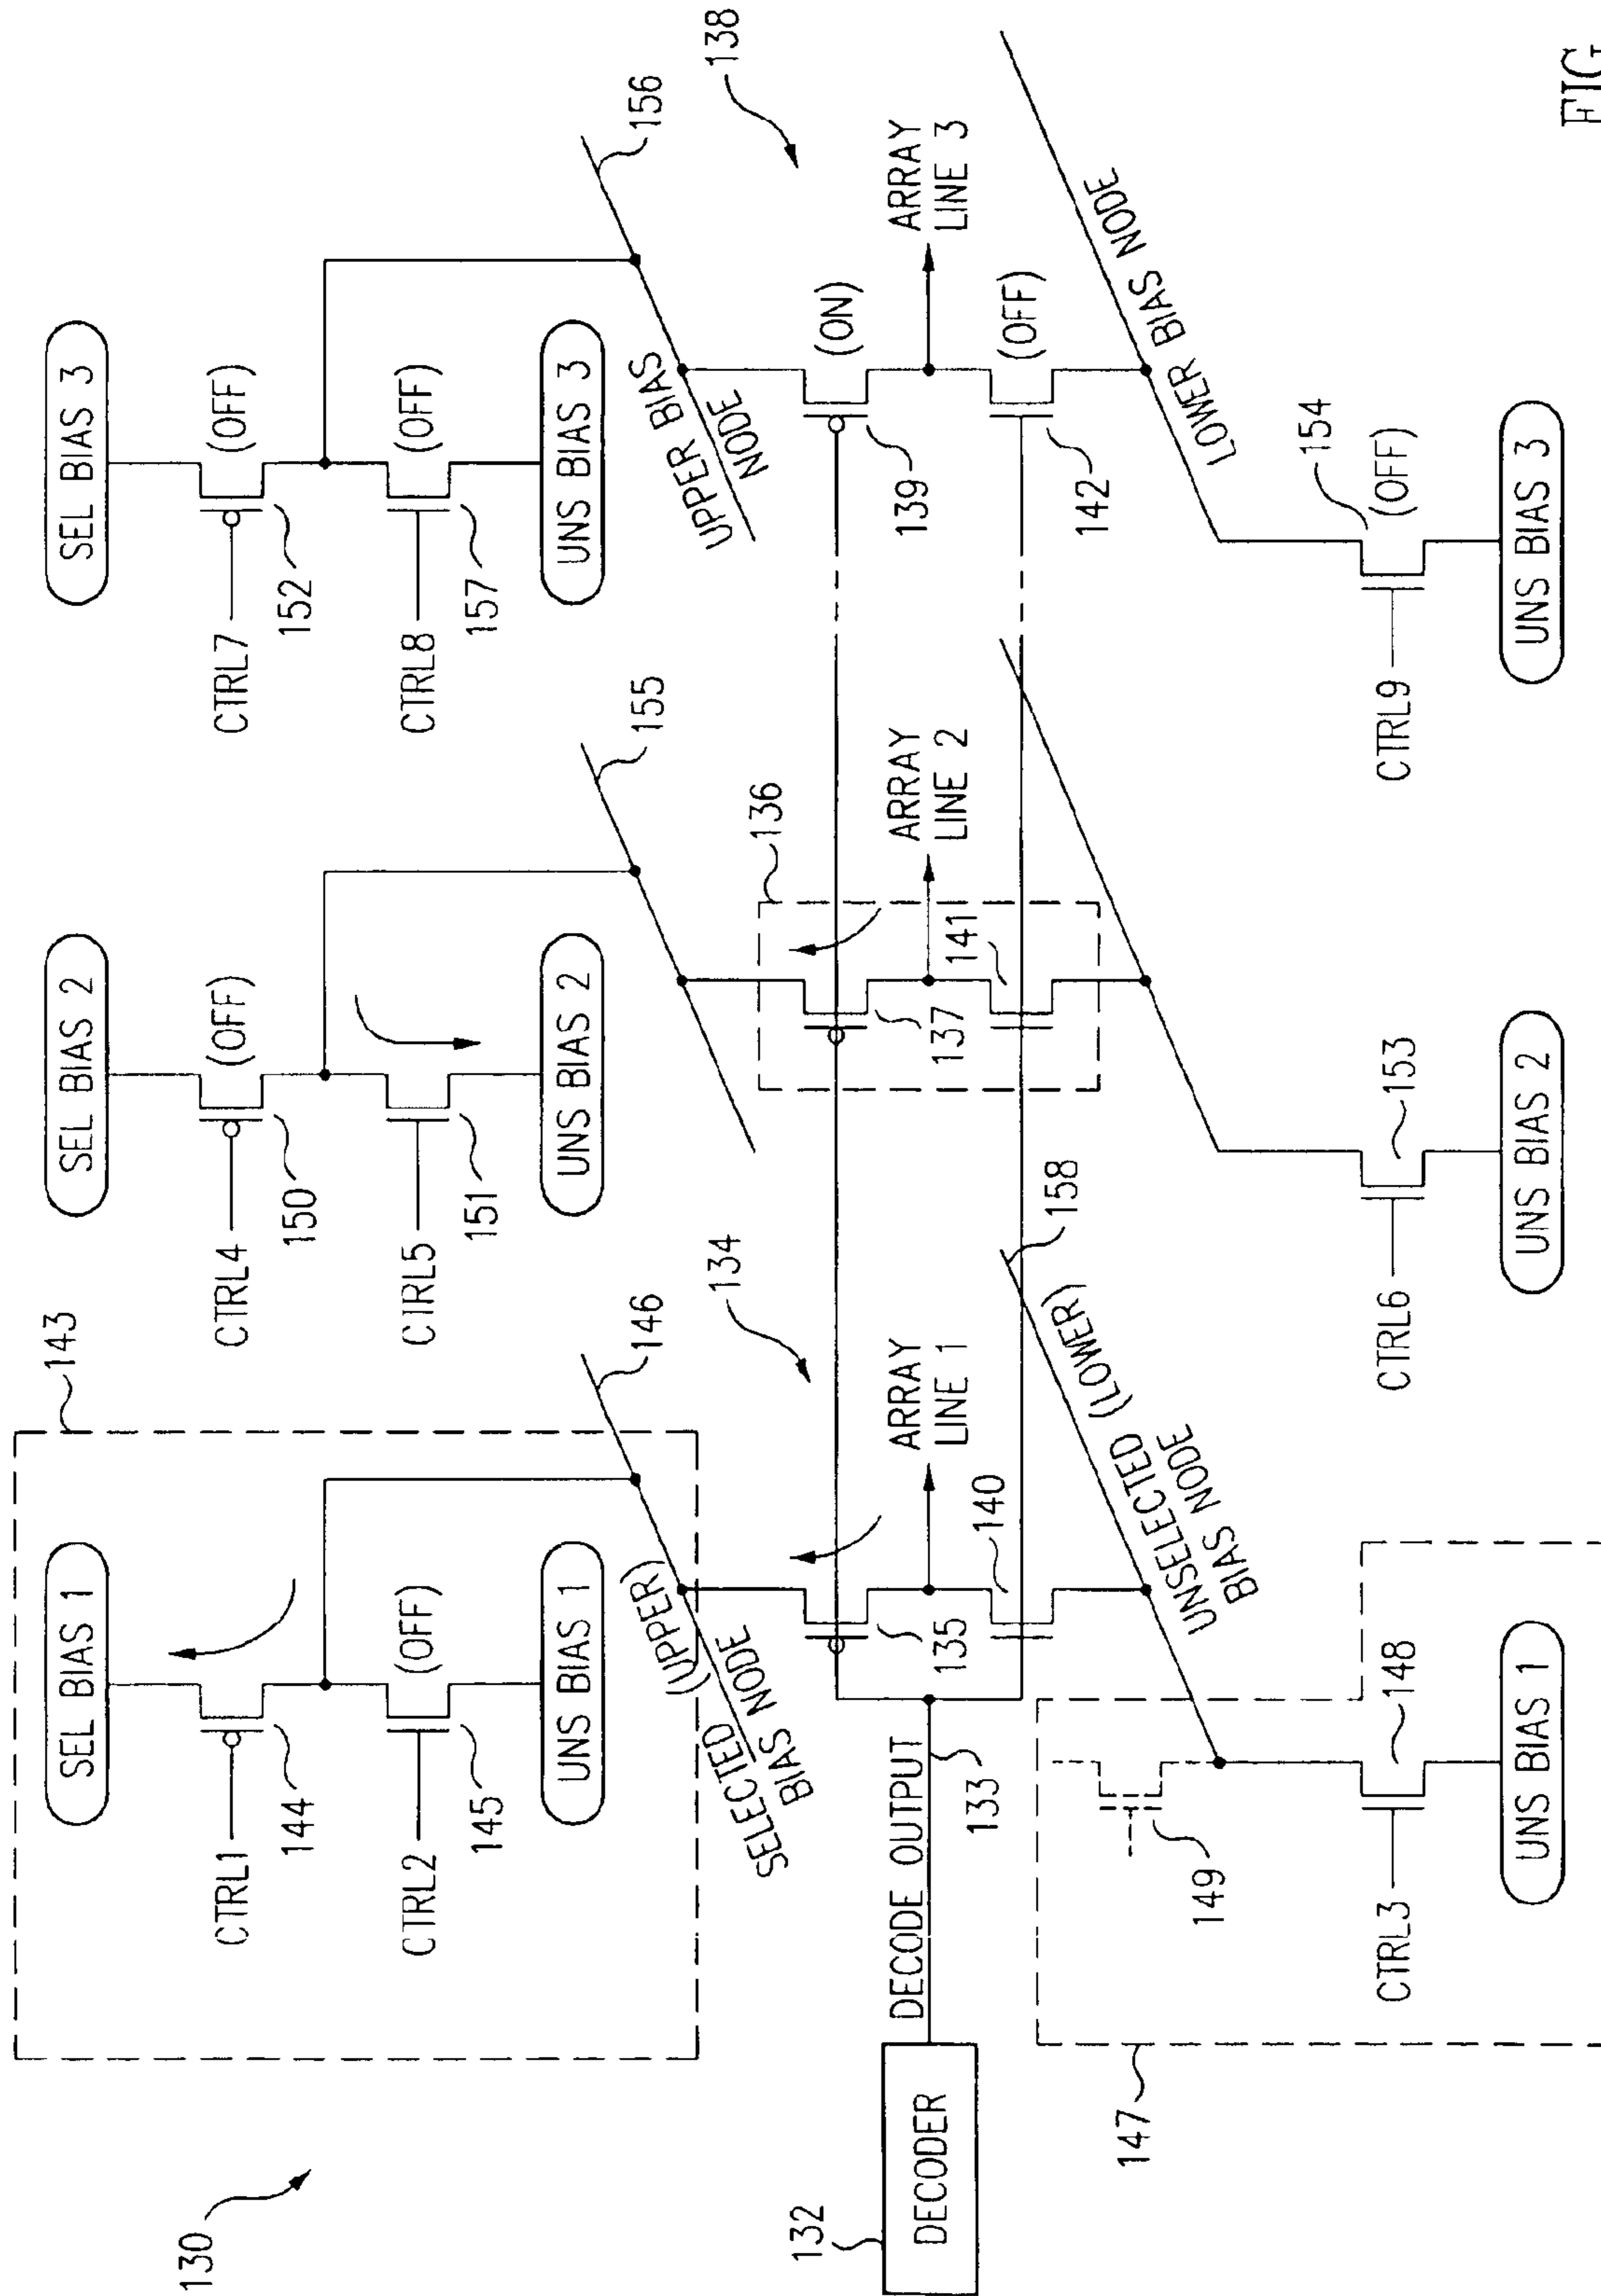 130
143
SEL BIAS 1
CTRL1
144
CTRL2
145
(OFF)
UNS BIAS 1
SELECTED (UPPER)
BIAS NODE
146
SEL BIAS 2
(OFF)
CTRL4
150
CTRL5
151
UNS BIAS 2
155
SEL BIAS 3
(OFF)
CTRL7
152
(OFF)
CTRL8
157
UNS BIAS 3
156
UPPER BIAS
NODE
138
132
DECODER
DECODE OUTPUT
133
134
135
ARRAY
LINE 1
140
136
137
ARRAY
LINE 2
141
(ON)
139
ARRAY
LINE 3
(OFF)
142
158
UNSELECTED (LOWER)
BIAS NODE
LOWER BIAS NODE
147
149
CTRL3
148
UNS BIAS 1
CTRL6
153
UNS BIAS 2
CTRL9
154
(OFF)
UNS BIAS 3
FIG